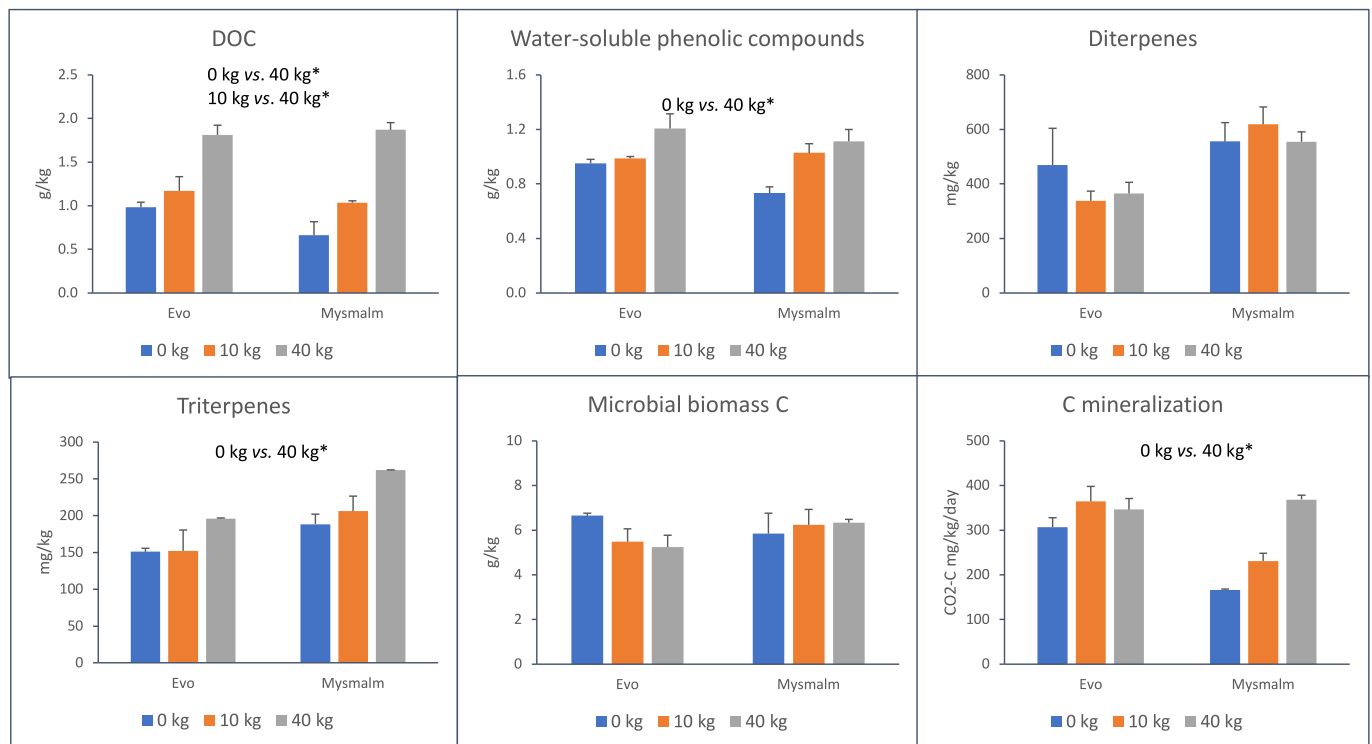 DOC
0 kg vs. 40 kg*
10 kg vs. 40 kg*
2.5
2.0
1.5
1.0
0.5
0.0
g/kg
Evo Mysmalm
0 kg 10 kg 40 kg
Water-soluble phenolic compounds
0 kg vs. 40 kg*
1.6
1.2
0.8
0.4
0.0
g/kg
Evo Mysmalm
0 kg 10 kg 40 kg
Diterpenes
800
600
400
200
0
mg/kg
Evo Mysmalm
0 kg 10 kg 40 kg
Triterpenes
0 kg vs. 40 kg*
300
250
200
150
100
50
0
mg/kg
Evo Mysmalm
0 kg 10 kg 40 kg
Microbial biomass C
10
8
6
4
2
0
g/kg
Evo Mysmalm
0 kg 10 kg 40 kg
C mineralization
0 kg vs. 40 kg*
500
400
300
200
100
0
CO2-C mg/kg/day
Evo Mysmalm
0 kg 10 kg 40 kg